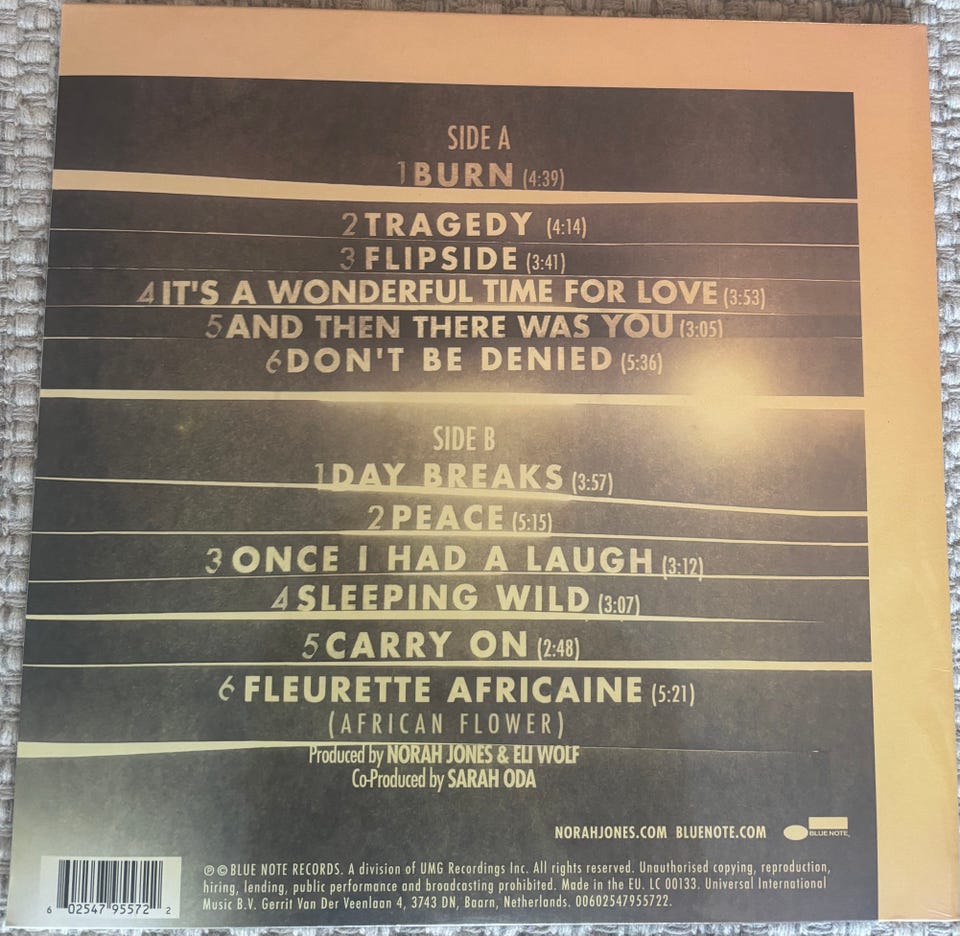 SIDE A
1 BURN (4:39)
2 TRAGEDY (4:14)
3 FLIPSIDE (3:41)
4 IT'S A WONDERFUL TIME FOR LOVE (3:53)
5 AND THEN THERE WAS YOU (3:05)
6 DON'T BE DENIED (5:36)
SIDE B
1 DAY BREAKS (3:57)
2 PEACE (5:15)
3 ONCE I HAD A LAUGH (3:12)
4 SLEEPING WILD (3:07)
5 CARRY ON (2:48)
6 FLEURETTE AFRICAINE (5:21)
(AFRICAN FLOWER)
Produced by NORAH JONES & ELI WOLF
Co-Produced by SARAH ODA
NORAHJONES.COM BLUENOTE.COM BLUE NOTE
℗ © BLUE NOTE RECORDS. A division of UMG Recordings Inc. All rights reserved. Unauthorised copying, reproduction,
hiring, lending, public performance and broadcasting prohibited. Made in the EU. LC 00133. Universal International
Music B.V. Gerrit Van Der Veenlaan 4, 3743 DN, Baarn, Netherlands. 00602547955722.
6 02547 95572 2